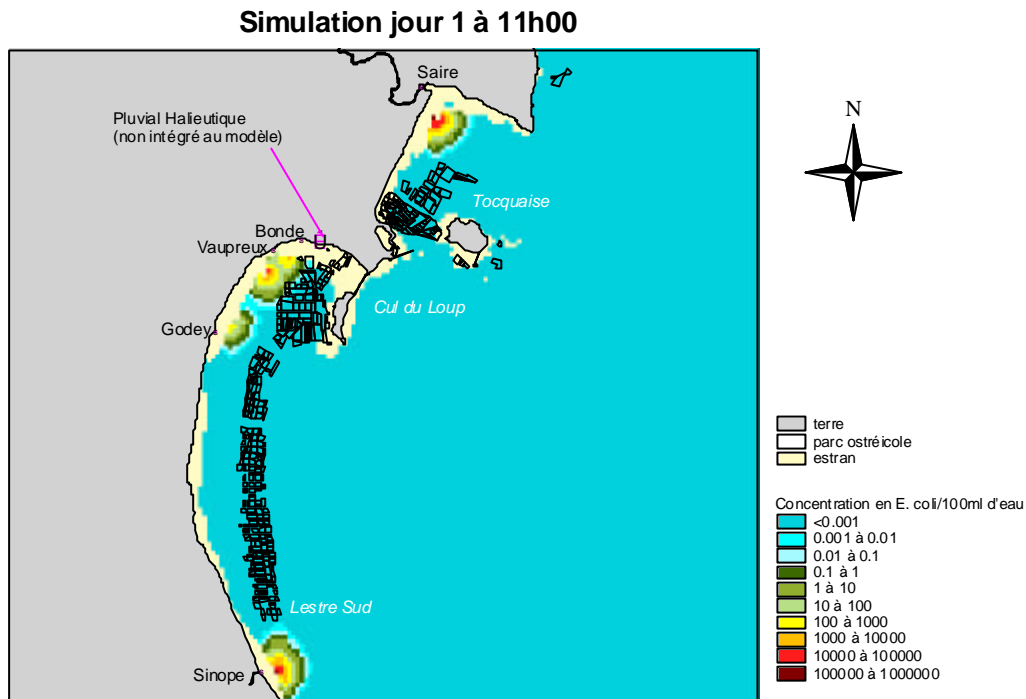 Simulation jour 1 à 11h00
Saire
Pluvial Halieutique
(non intégré au modèle)
N
Tocquaise
Bonde
Vaupreux
Cul du Loup
Godey
Lestre Sud
Sinope
terre
parc ostréicole
estran
Concentration en E. coli/100ml d'eau
<0.001
0.001 à 0.01
0.01 à 0.1
0.1 à 1
1 à 10
10 à 100
100 à 1000
1000 à 10000
10000 à 100000
100000 à 1000000